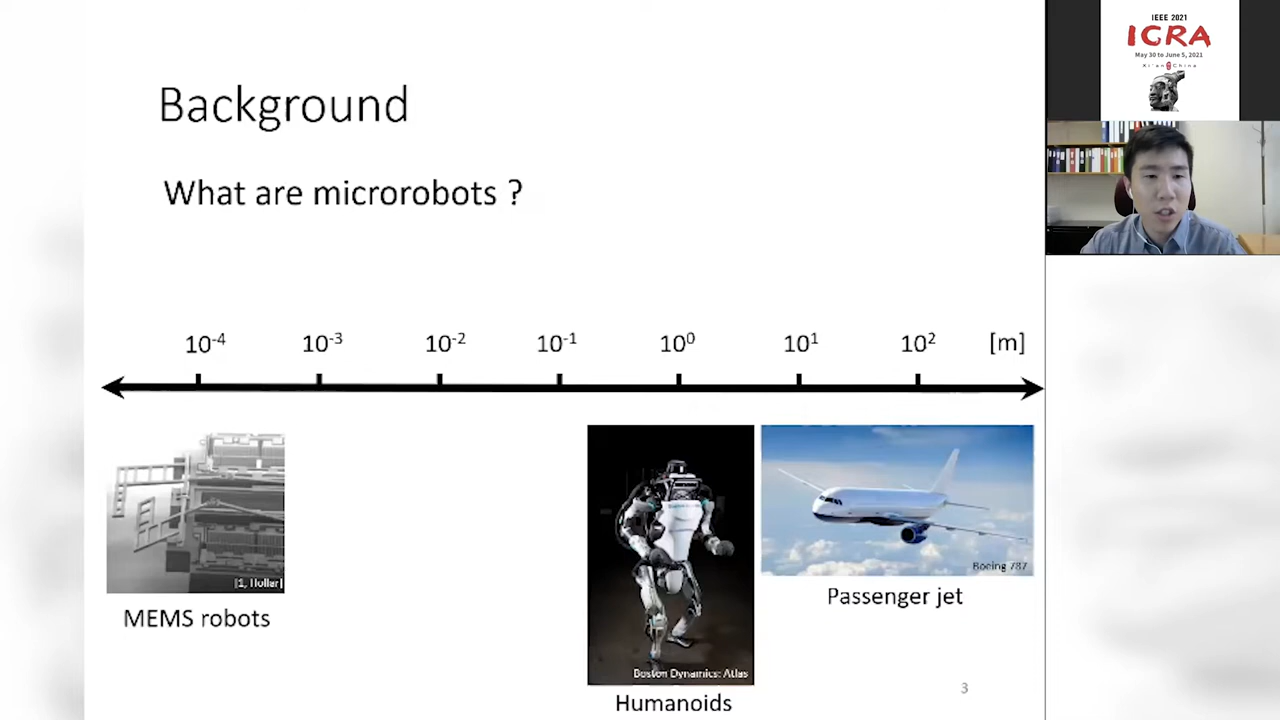 Background
What are microrobots ?
10-4 10-3 10-2 10-1 100 101 102 [m]
[1, Hollar]
MEMS robots
Boston Dynamics: Atlas
Humanoids
Boeing 787
Passenger jet
3
IEEE 2021
ICRA
May 30 to June 5, 2021
Xi'an China